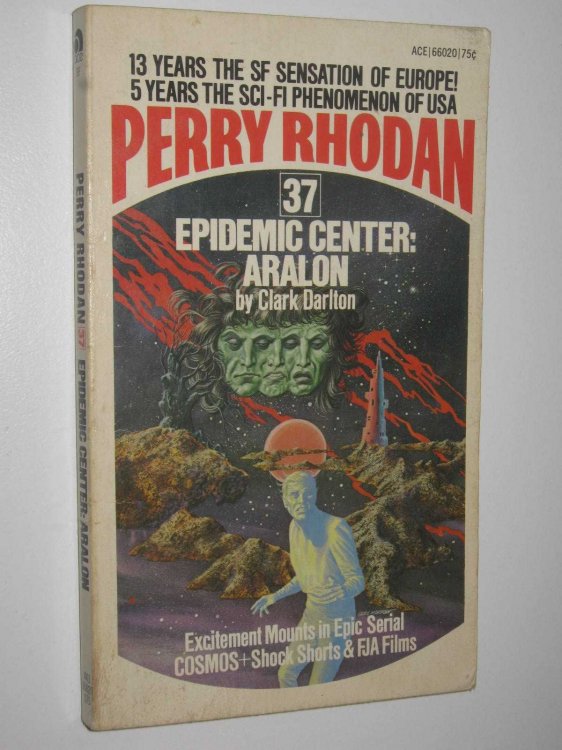 ACE|66020|75¢
13 YEARS THE SF SENSATION OF EUROPE!
5 YEARS THE SCI-FI PHENOMENON OF USA
PERRY RHODAN
37
EPIDEMIC CENTER:
ARALON
by Clark Darlton
Excitement Mounts in Epic Serial
COSMOS+Shock Shorts & FJA Films
PERRY RHODAN 37 EPIDEMIC CENTER: ARALON